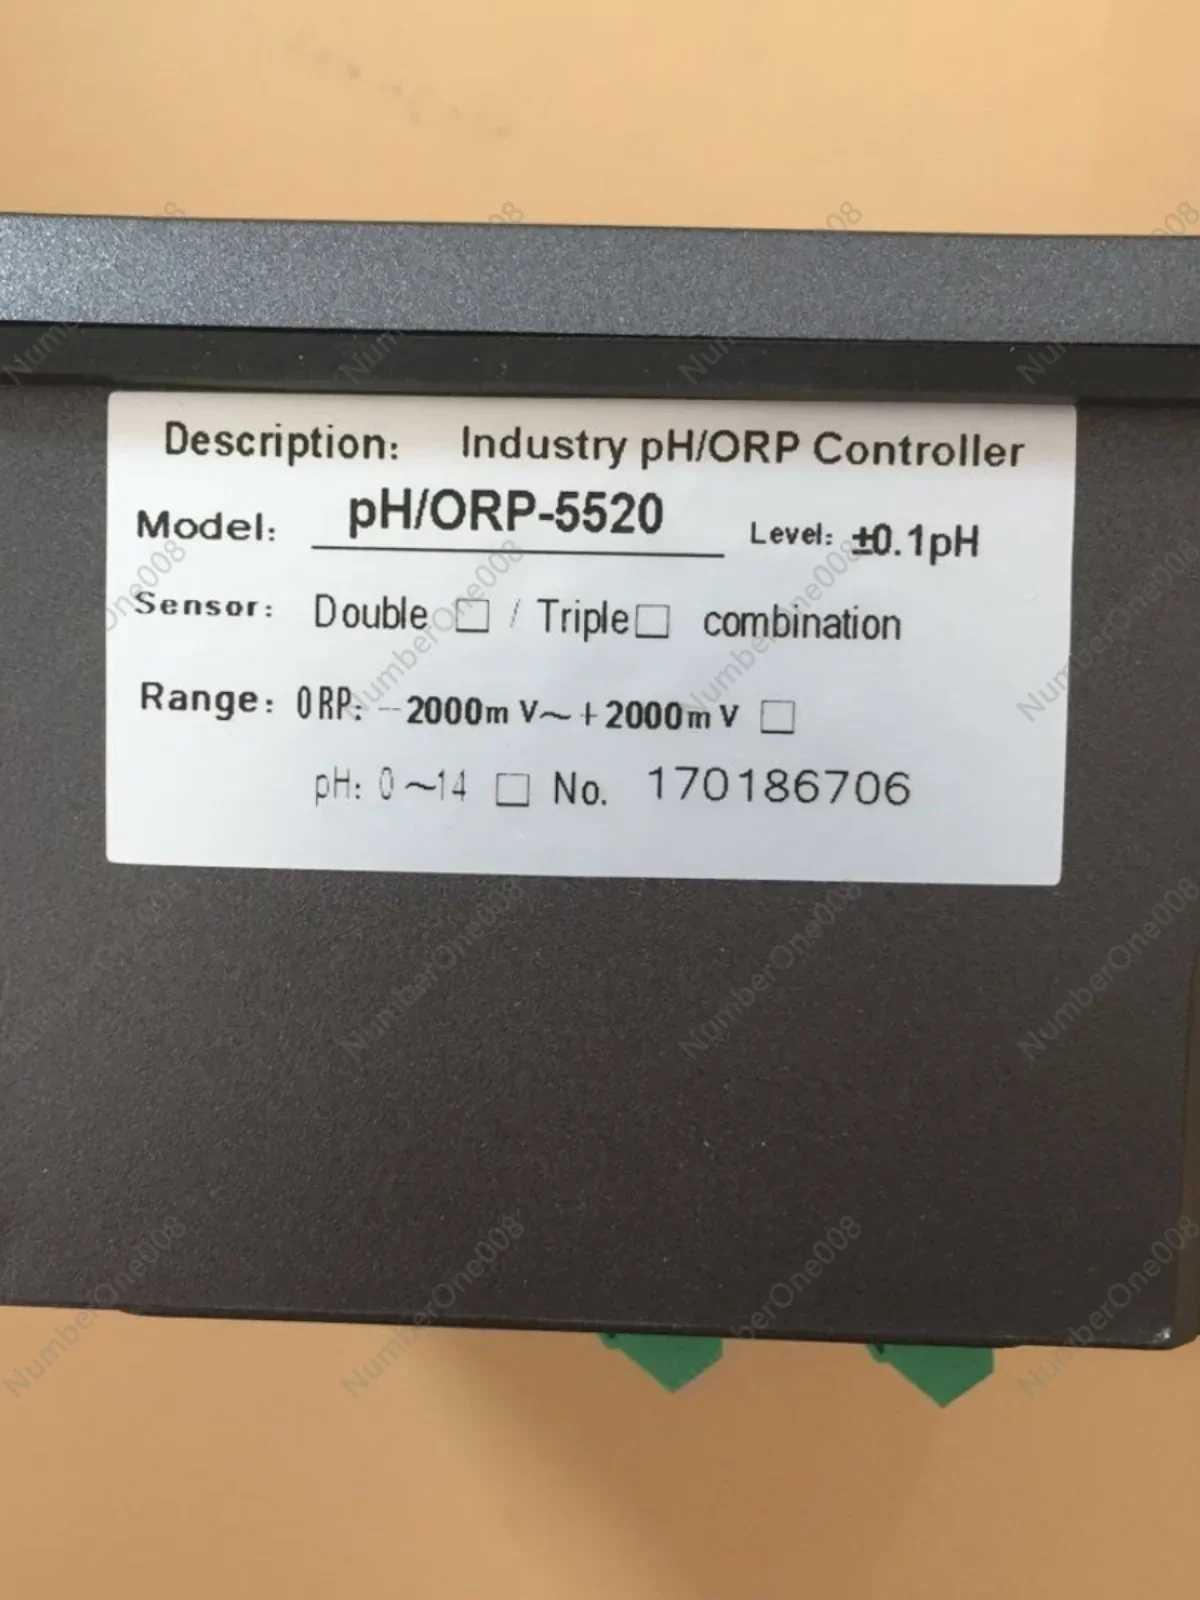 Description: Industry pH/ORP Controller
Model: pH/ORP-5520 Level: ±0.1pH
Sensor: Double □ / Triple □ combination
Range: ORP: -2000mV~+2000mV □
pH: 0~14 □ No. 170186706
NumberOne008